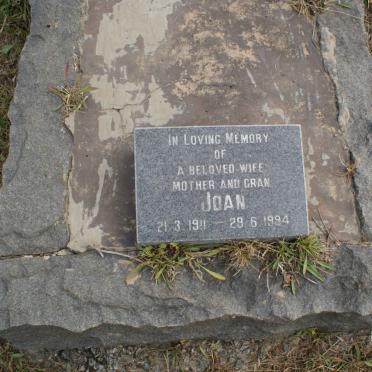 IN LOVING MEMORY
OF
A BELOVED WIFE
MOTHER AND GRAN
JOAN
21.3.1911 — 29.6.1994